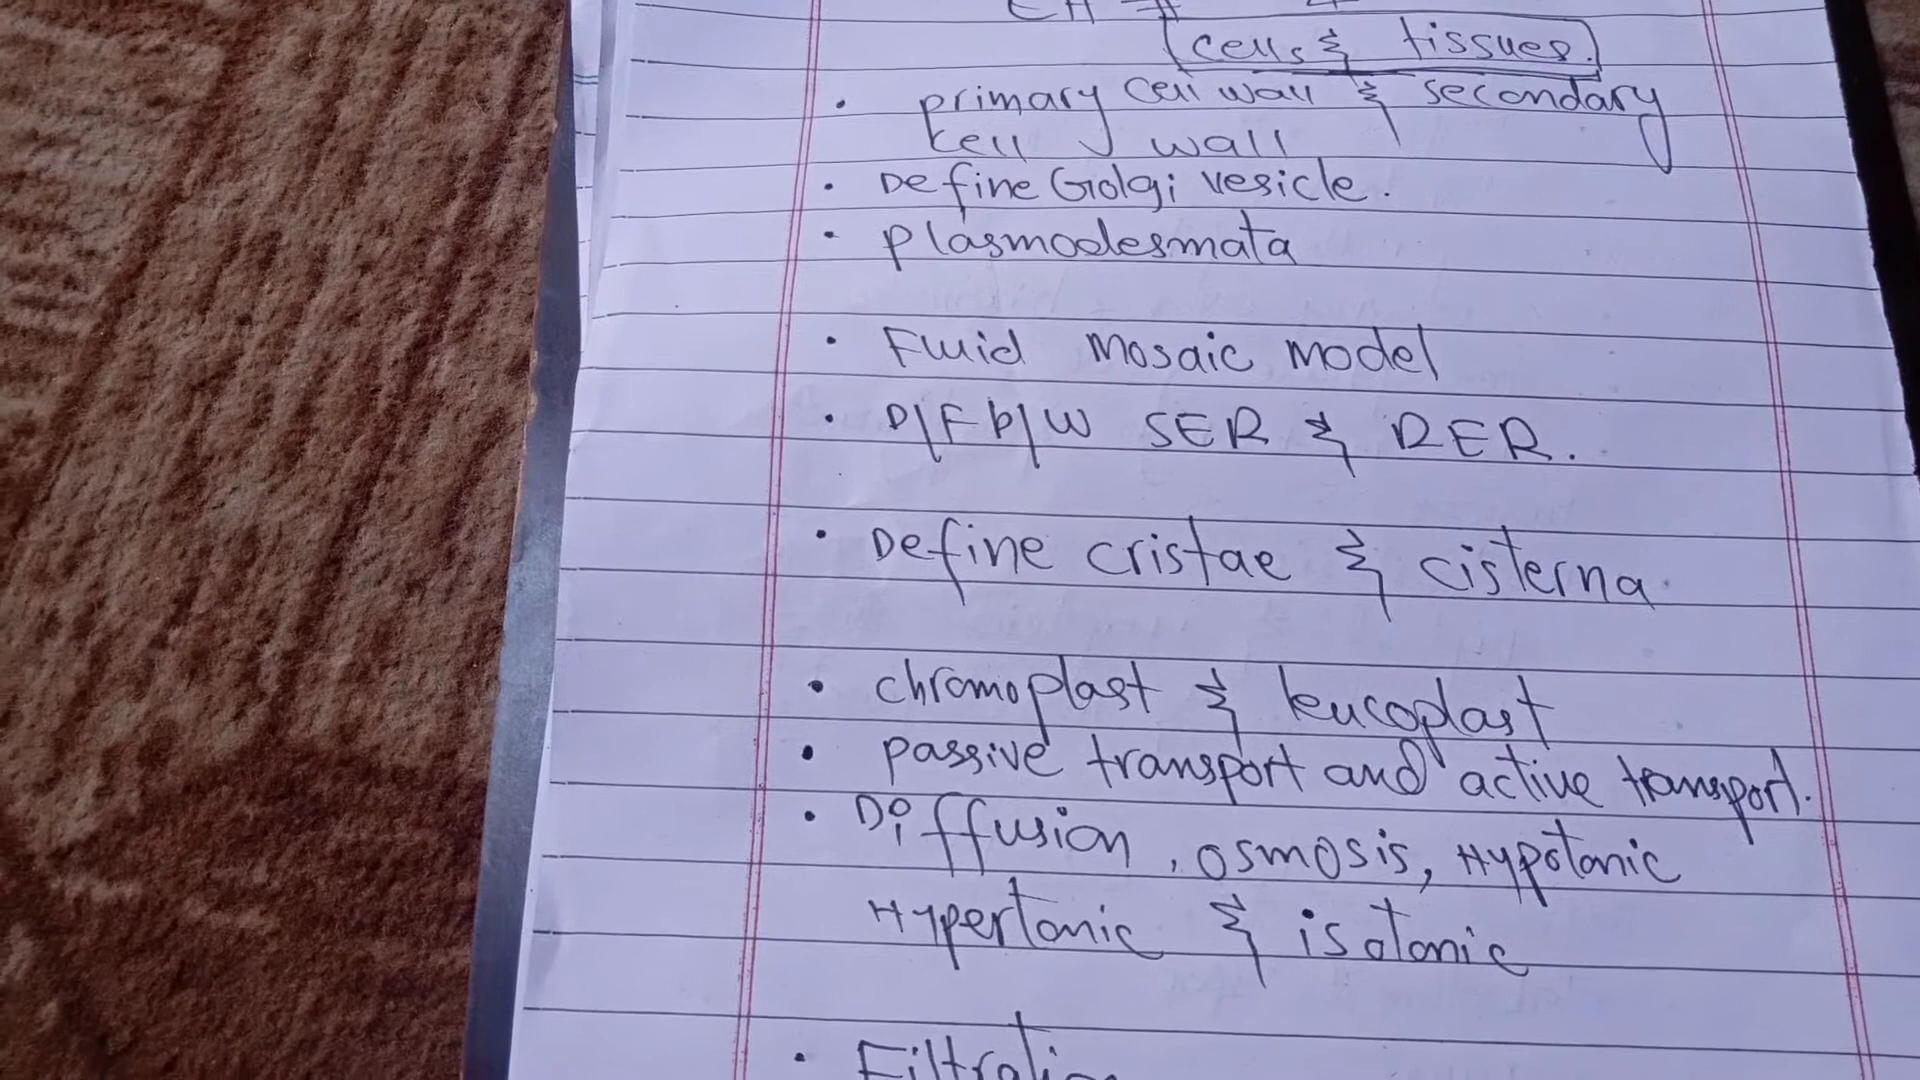 cells & tissues.
• primary cell wall & secondary
cell wall
• Define Golgi vesicle.
• plasmodesmata
• Fluid mosaic model
• D/F b/w SER & RER.
• Define cristae & cisterna.
• chromoplast & leucoplast
• passive transport and active transport.
• Diffusion, osmosis, Hypotonic
Hypertonic & isotonic